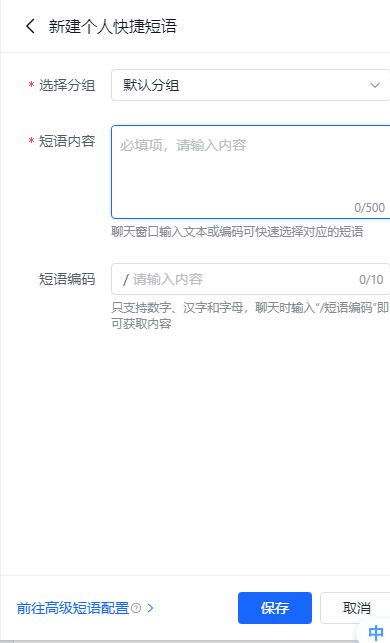 新建个人快捷短语
* 选择分组 默认分组
* 短语内容 必填项，请输入内容
0/500
聊天窗口输入文本或编码可快速选择对应的短语
短语编码 / 请输入内容 0/10
只支持数字、汉字和字母，聊天时输入“/短语编码”即
可获取内容
前往高级短语配置 ? > 保存 取消
中